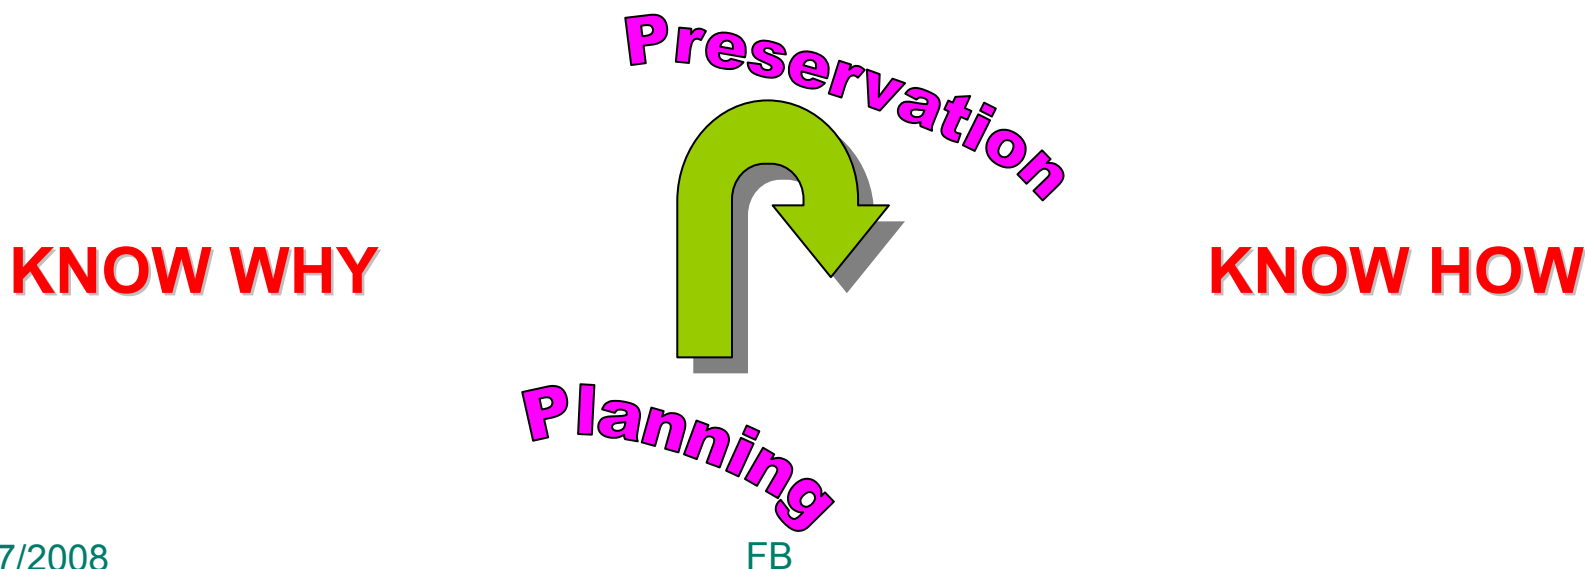 Preservation
KNOW WHY
KNOW HOW
Planning
7/2008
FB